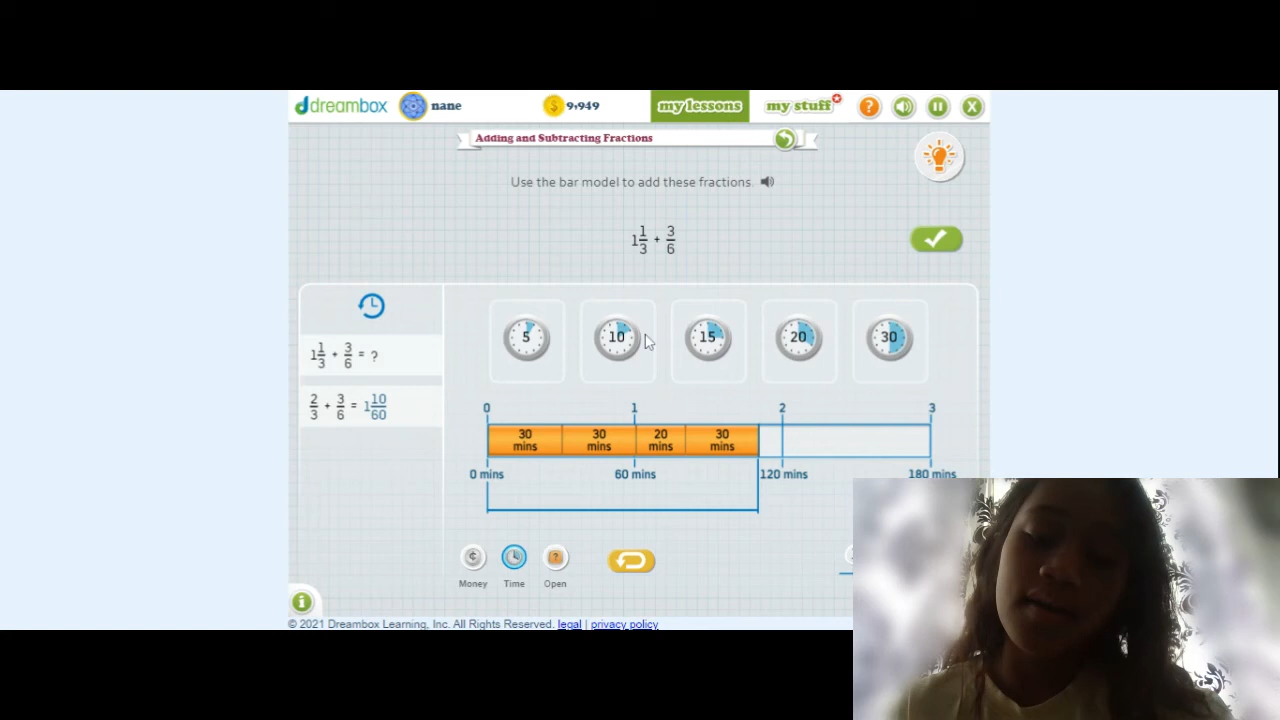 dreambox nane $ 9,949 my lessons my stuff ? X
Adding and Subtracting Fractions
Use the bar model to add these fractions.
1 1/3 + 3/6
1 1/3 + 3/6 = ?
2/3 + 3/6 = 1 10/60
5 10 15 20 30
0 1 2 3
30 mins 30 mins 20 mins 30 mins
0 mins 60 mins 120 mins 180 mins
¢ ?
Money Time Open
i
© 2021 Dreambox Learning, Inc. All Rights Reserved. legal | privacy policy